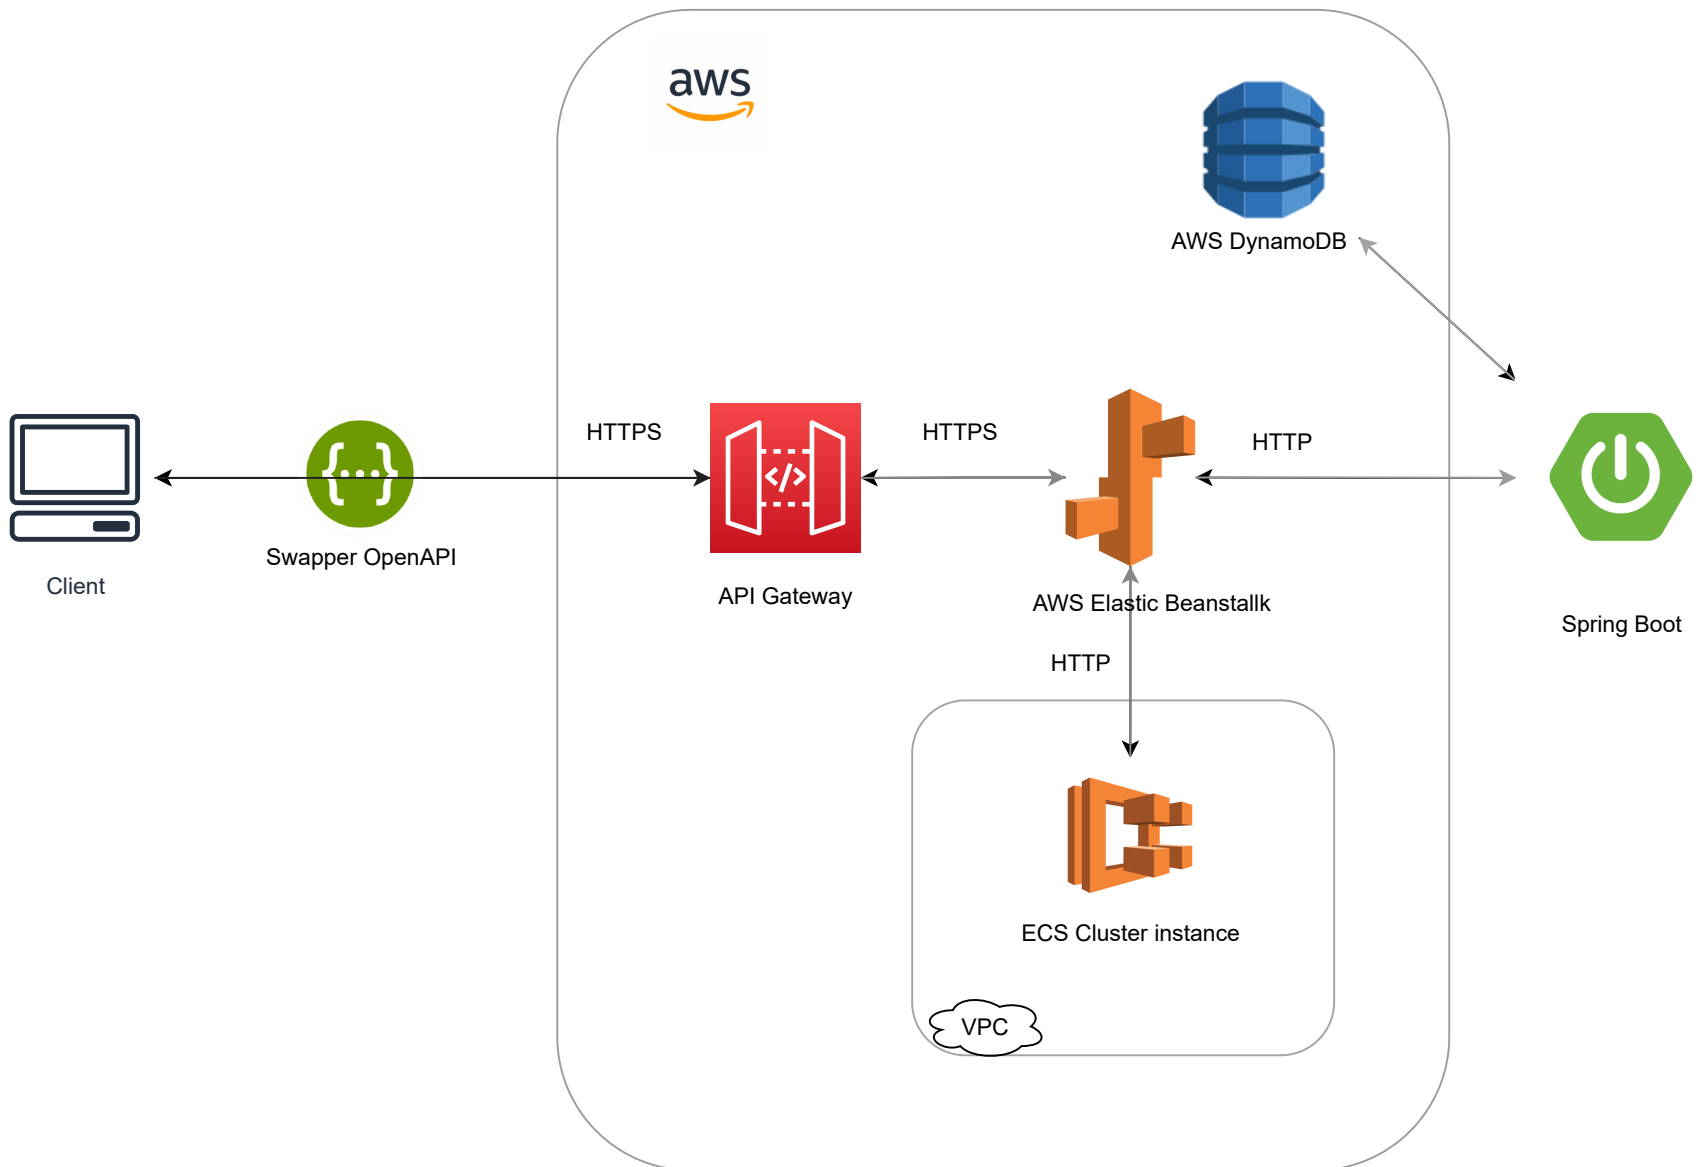 aws
AWS DynamoDB
HTTPS
HTTPS
HTTP
Swapper OpenAPI
Client
API Gateway
</>
AWS Elastic Beanstallk
Spring Boot
HTTP
ECS Cluster instance
VPC